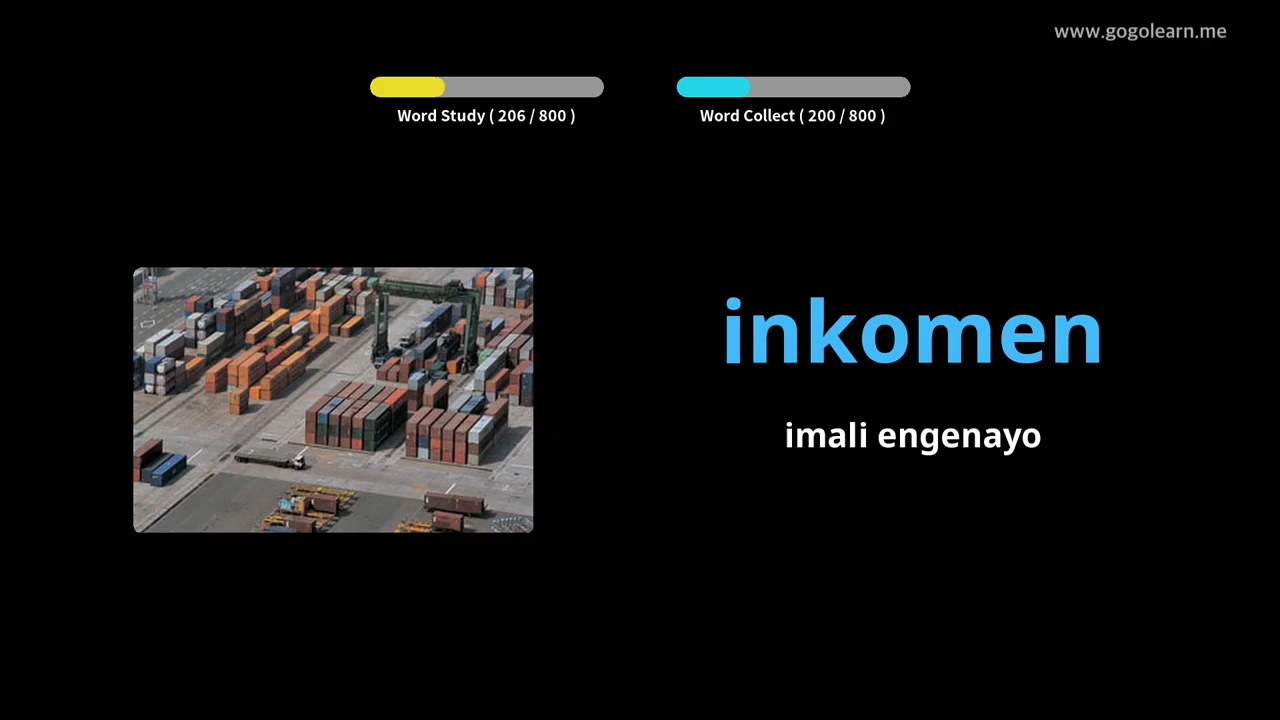 www.gogolearn.me
Word Study ( 206 / 800 )
Word Collect ( 200 / 800 )
inkomen
imali engenayo